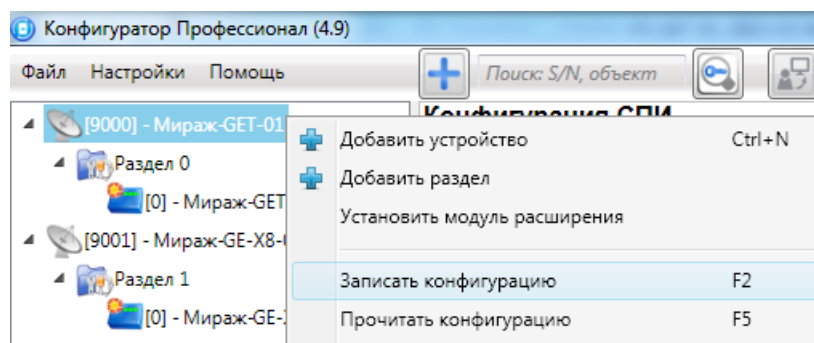 Конфигуратор Профессионал (4.9)
Файл Настройки Помощь Поиск: S/N, объект
Конфигурация СПИ
[9000] - Мираж-GET-01
Добавить устройство Ctrl+N
Раздел 0
Добавить раздел
[0] - Мираж-GET
Установить модуль расширения
[9001] - Мираж-GE-X8-
Раздел 1
Записать конфигурацию F2
[0] - Мираж-GE-
Прочитать конфигурацию F5